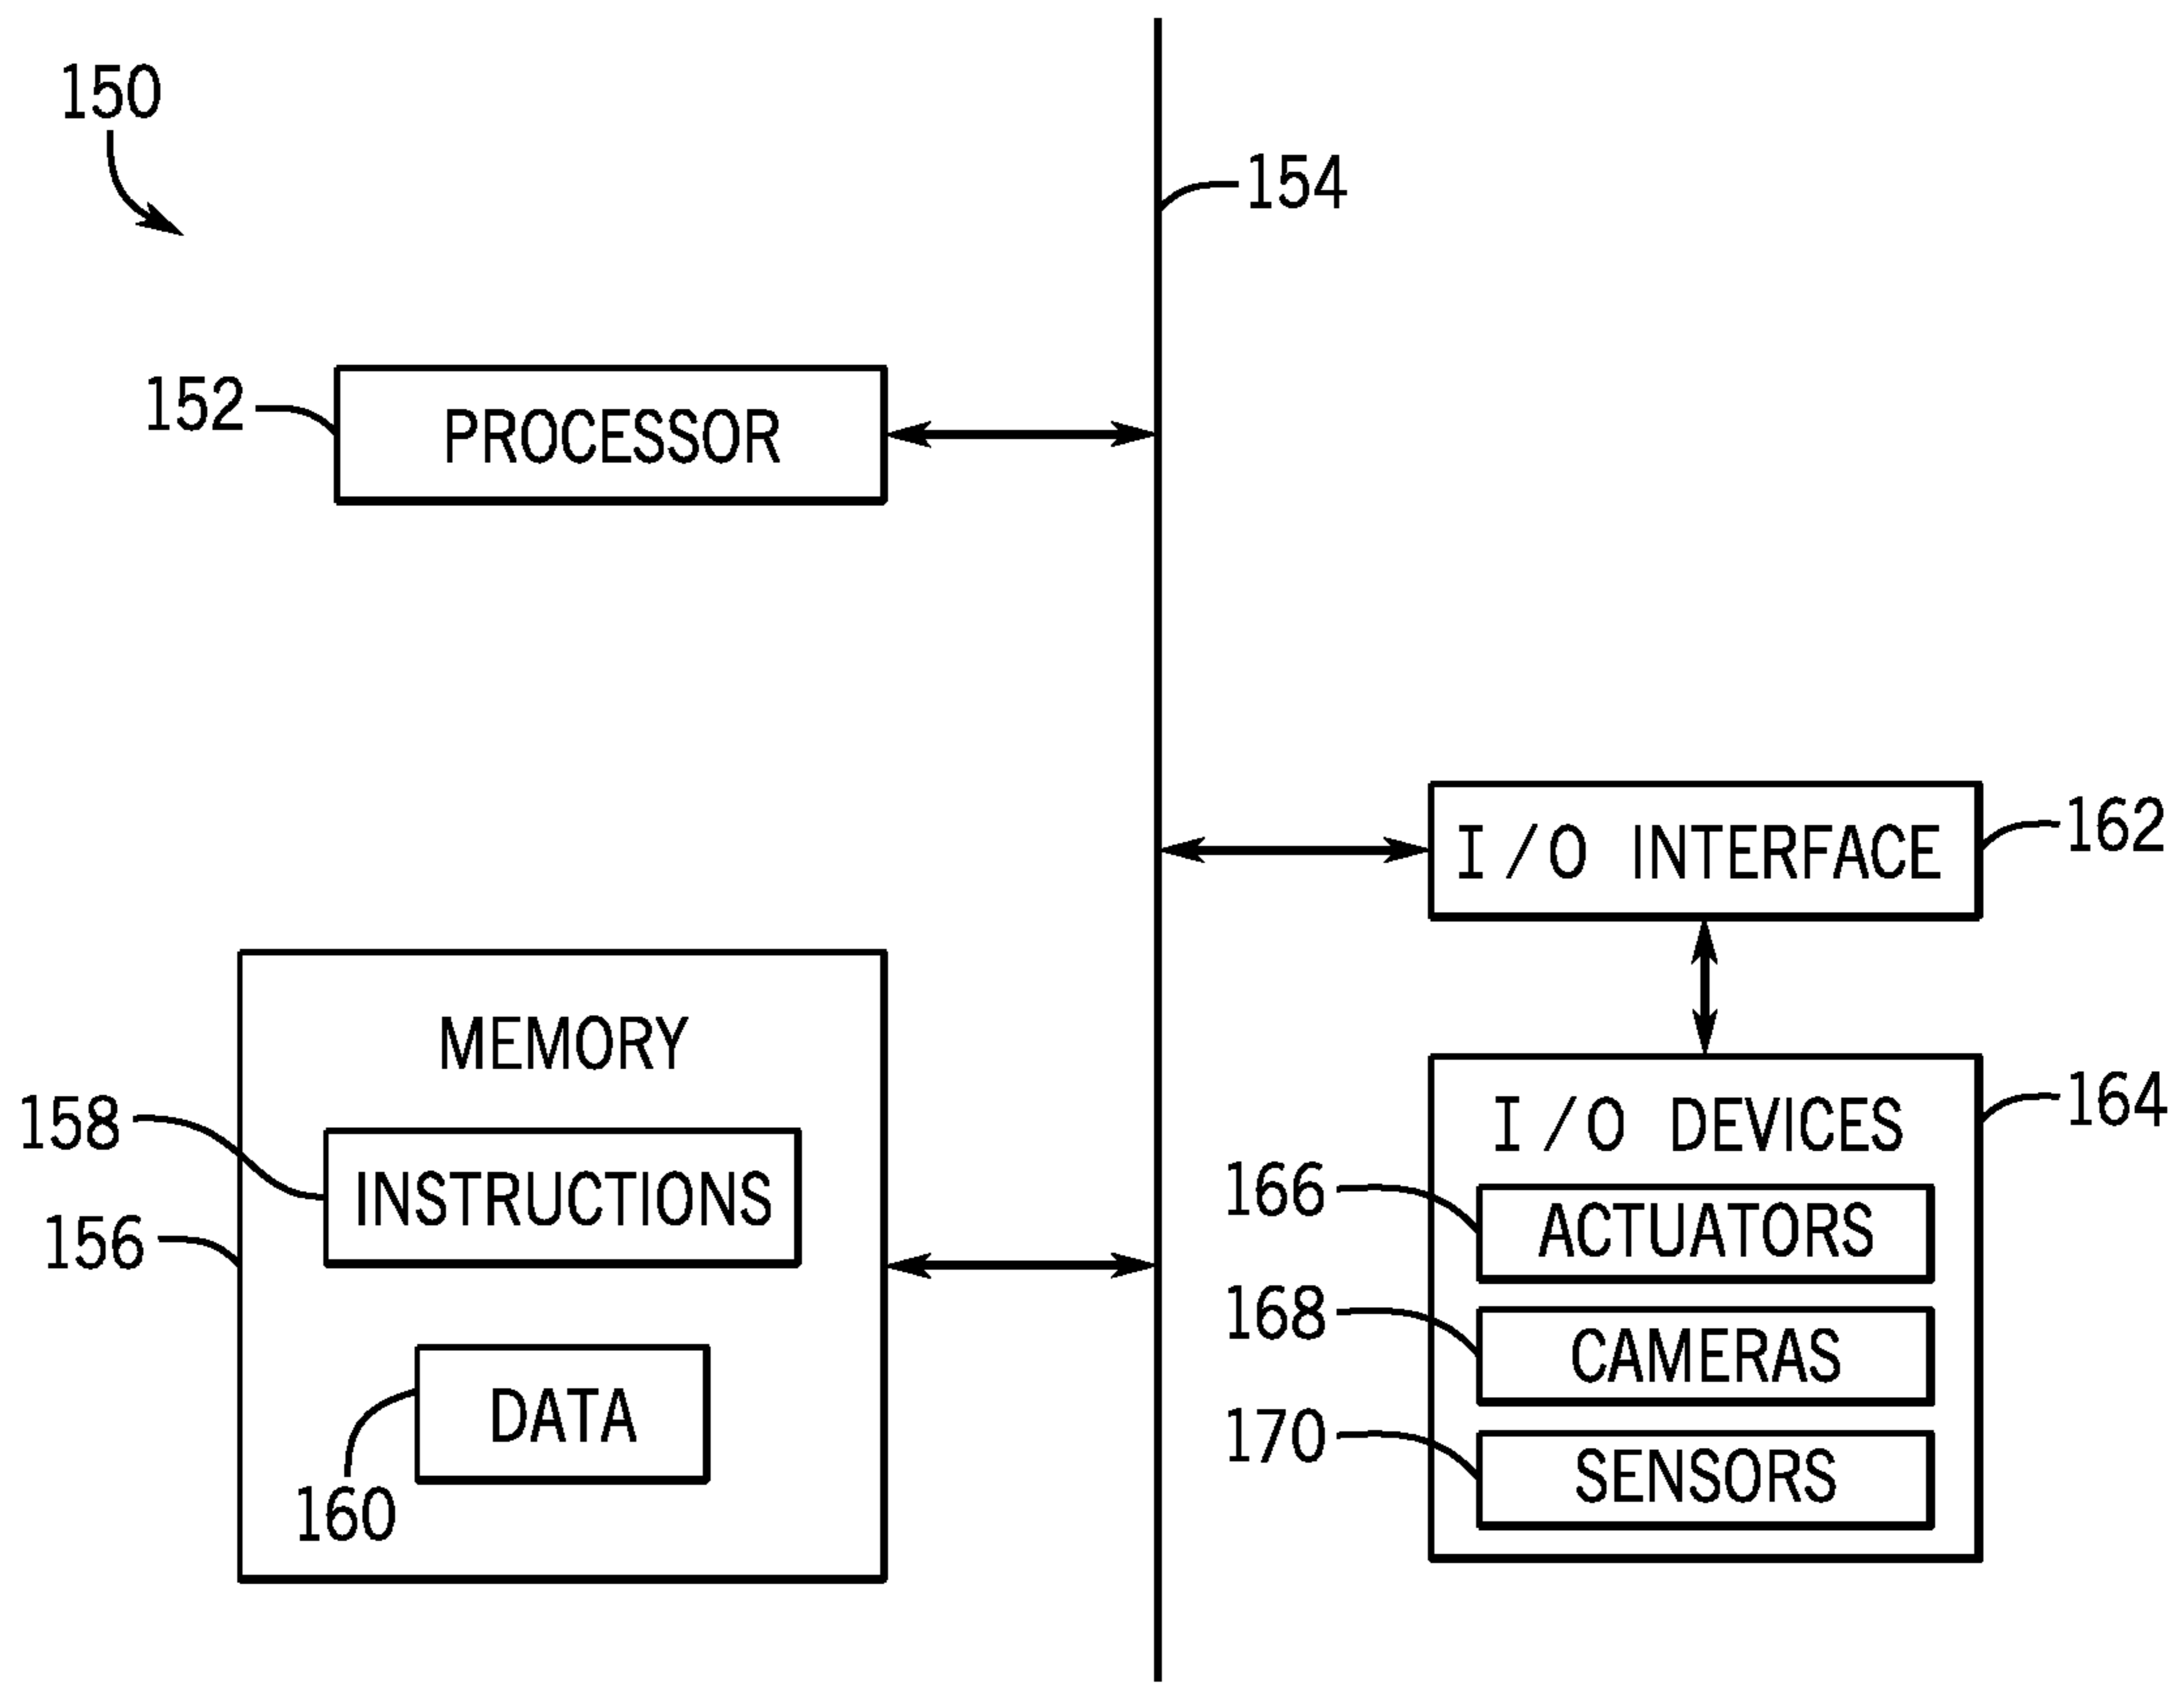 150
154
152
PROCESSOR
I/O INTERFACE
162
MEMORY
158
INSTRUCTIONS
156
DATA
160
I/O DEVICES
164
166
ACTUATORS
168
CAMERAS
170
SENSORS